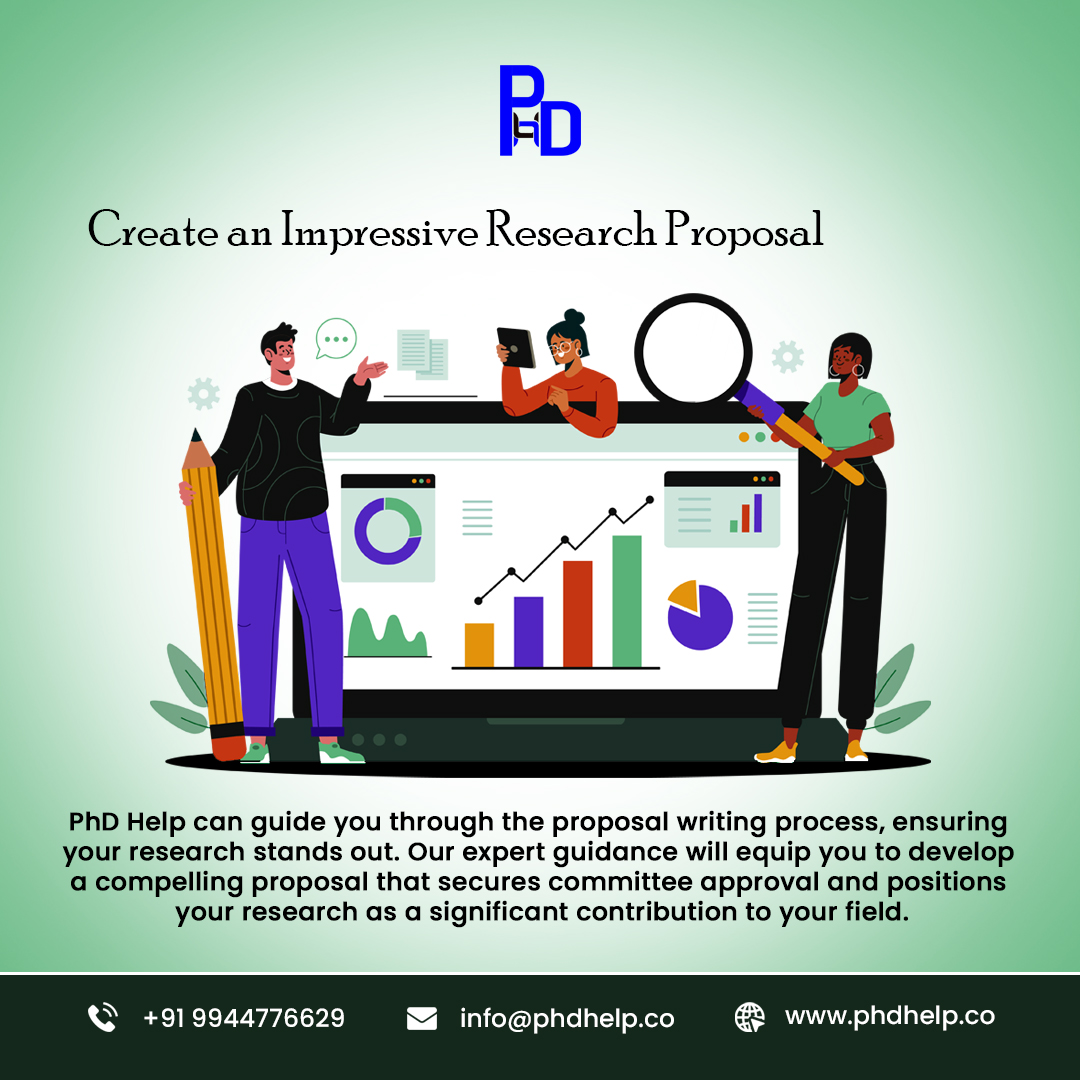 PhD
Create an Impressive Research Proposal
PhD Help can guide you through the proposal writing process, ensuring
your research stands out. Our expert guidance will equip you to develop
a compelling proposal that secures committee approval and positions
your research as a significant contribution to your field.
+91 9944776629
info@phdhelp.co
www.phdhelp.co